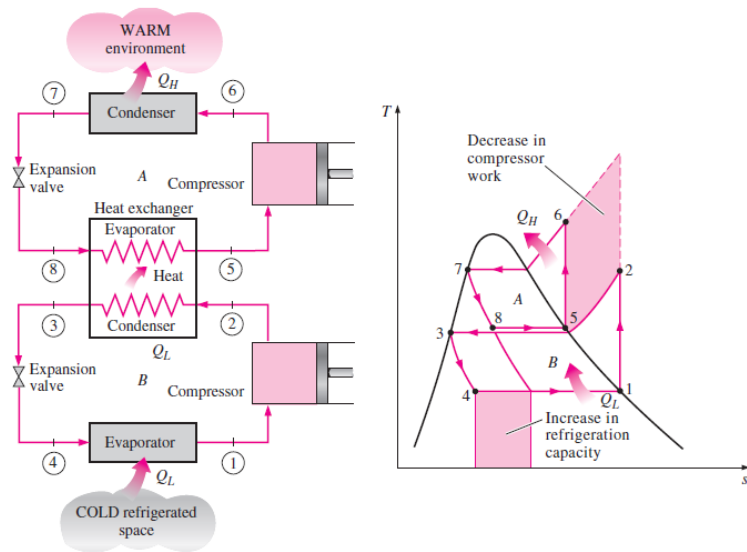 WARM
environment
Q_H
7
6
Condenser
Expansion
valve
A
Compressor
Heat exchanger
Evaporator
8
5
Heat
3
2
Condenser
Q_L
Expansion
valve
B
Compressor
Evaporator
4
1
Q_L
COLD refrigerated
space
T
Decrease in
compressor
work
Q_H
6
7
2
A
8
5
3
B
4
1
Q_L
Increase in
refrigeration
capacity
s